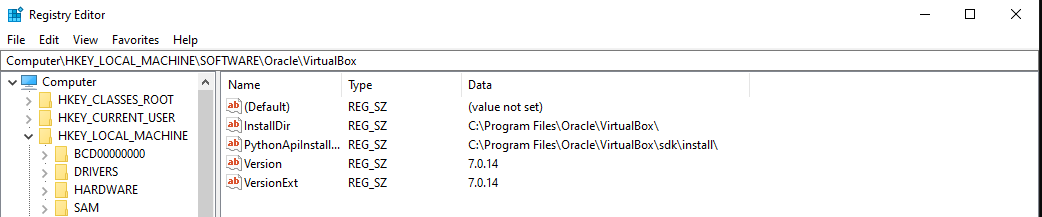 Registry Editor
File Edit View Favorites Help
Computer\HKEY_LOCAL_MACHINE\SOFTWARE\Oracle\VirtualBox
Computer
HKEY_CLASSES_ROOT
HKEY_CURRENT_USER
HKEY_LOCAL_MACHINE
BCD00000000
DRIVERS
HARDWARE
SAM
Name Type Data
(Default) REG_SZ (value not set)
InstallDir REG_SZ C:\Program Files\Oracle\VirtualBox\
PythonApiInstall... REG_SZ C:\Program Files\Oracle\VirtualBox\sdk\install\
Version REG_SZ 7.0.14
VersionExt REG_SZ 7.0.14